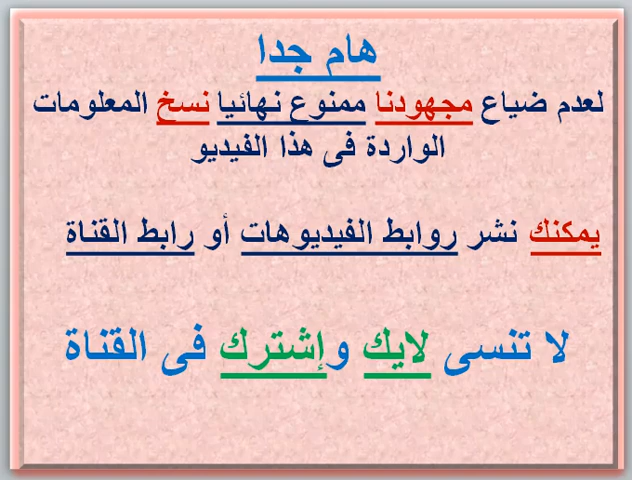 هام جدا
لعدم ضياع مجهودنا ممنوع نهائيا نسخ المعلومات
الواردة فى هذا الفيديو
يمكنك نشر روابط الفيديوهات أو رابط القناة
لا تنسى لايك وإشترك فى القناة